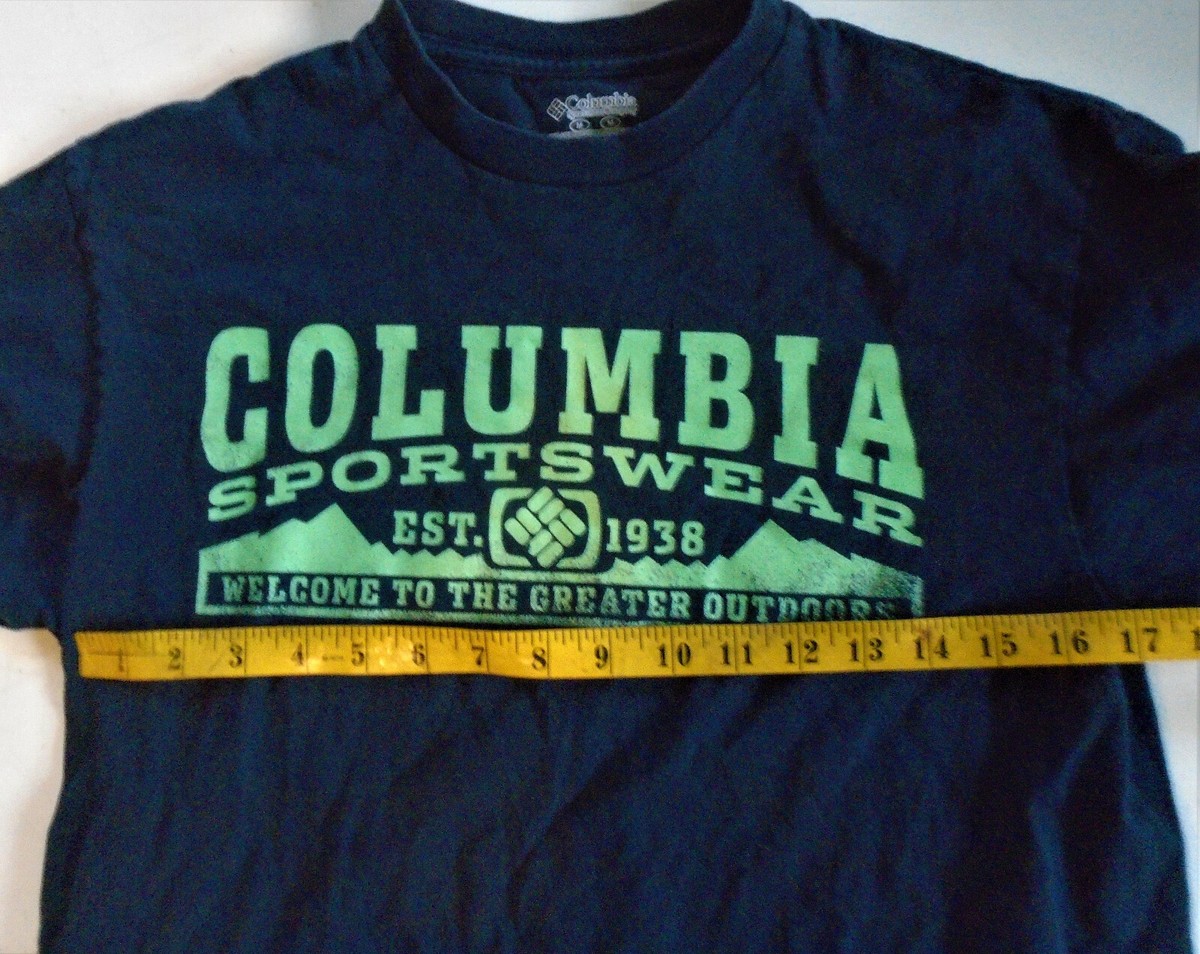 Columbia
M M
COLUMBIA
SPORTSWEAR
EST. 1938
WELCOME TO THE GREATER OUTDOORS
1 2 3 4 5 6 7 8 9 10 11 12 13 14 15 16 17